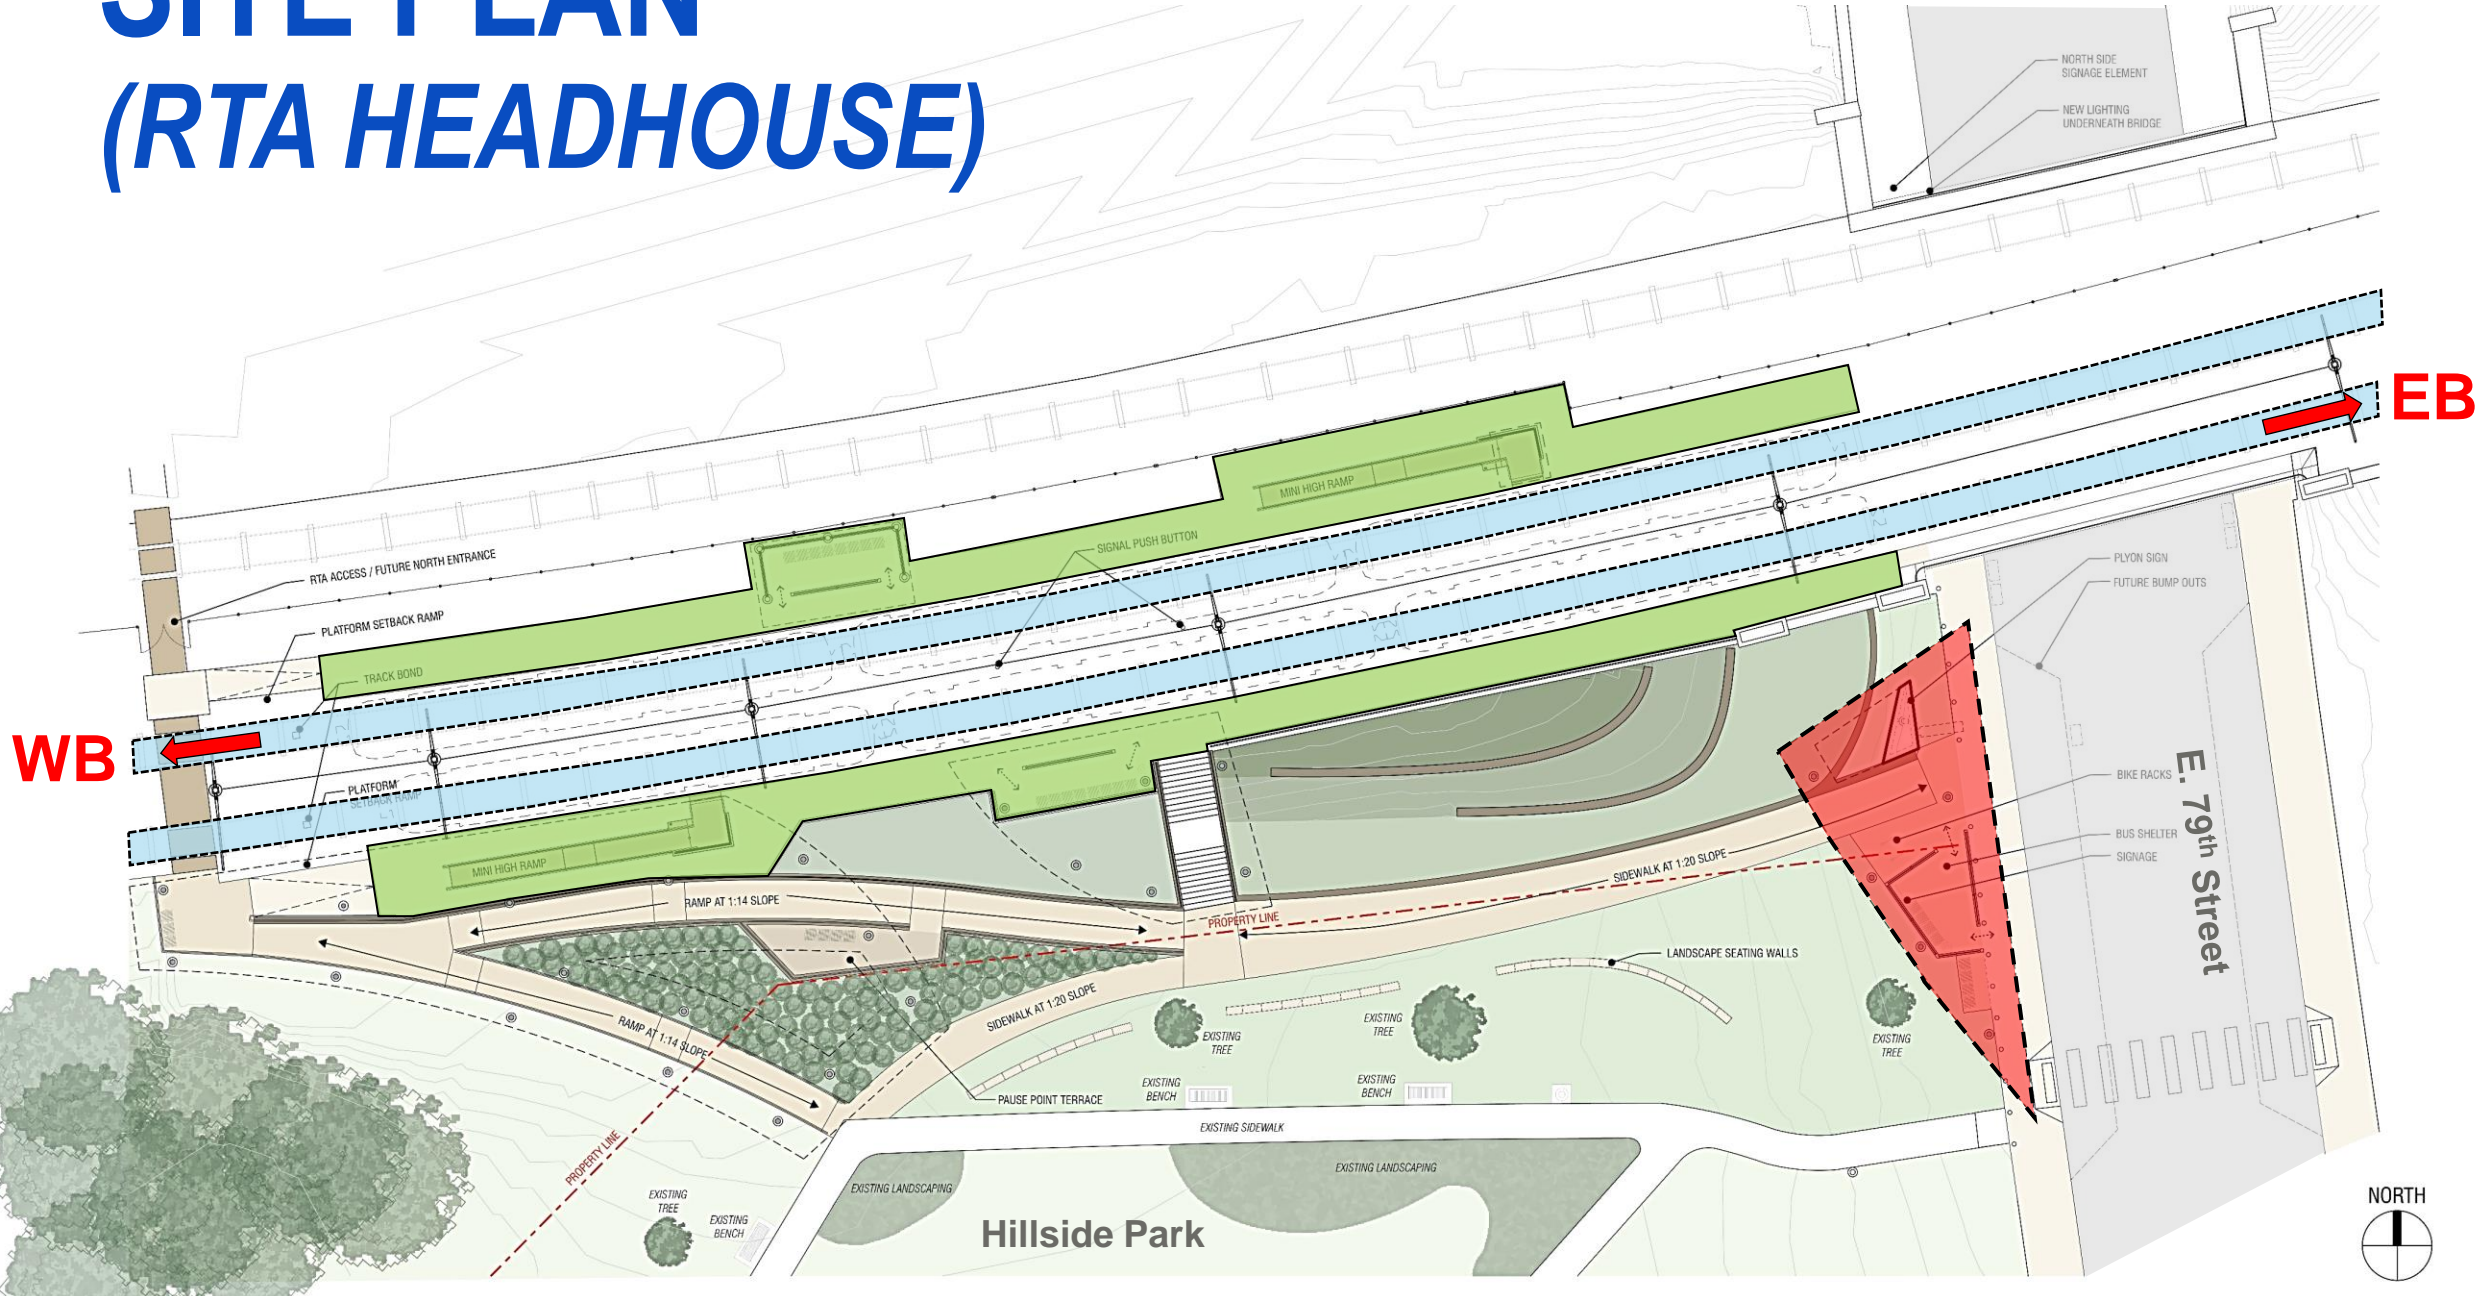 SITE PLAN
(RTA HEADHOUSE)
NORTH SIDE
SIGNAGE ELEMENT
NEW LIGHTING
UNDERNEATH BRIDGE
EB
RTA ACCESS / FUTURE NORTH ENTRANCE
PLATFORM SETBACK RAMP
TRACK BOND
MINI HIGH RAMP
SIGNAL PUSH BUTTON
PLYON SIGN
FUTURE BUMP OUTS
WB
PLATFORM
SETBACK RAMP
MINI HIGH RAMP
BIKE RACKS
BUS SHELTER
SIGNAGE
E. 79th Street
RAMP AT 1:14 SLOPE
PROPERTY LINE
SIDEWALK AT 1:20 SLOPE
LANDSCAPE SEATING WALLS
RAMP AT 1:14 SLOPE
SIDEWALK AT 1:20 SLOPE
EXISTING
TREE
EXISTING
TREE
EXISTING
TREE
EXISTING
BENCH
EXISTING
BENCH
PAUSE POINT TERRACE
EXISTING SIDEWALK
PROPERTY LINE
EXISTING LANDSCAPING
EXISTING LANDSCAPING
EXISTING
TREE
EXISTING
BENCH
Hillside Park
NORTH